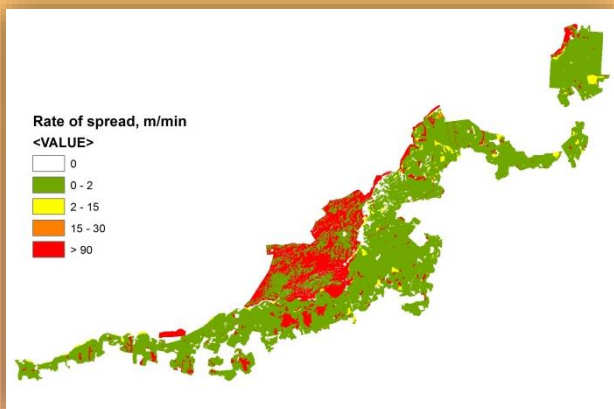 Rate of spread, m/min
<VALUE>
0
0 - 2
2 - 15
15 - 30
> 90